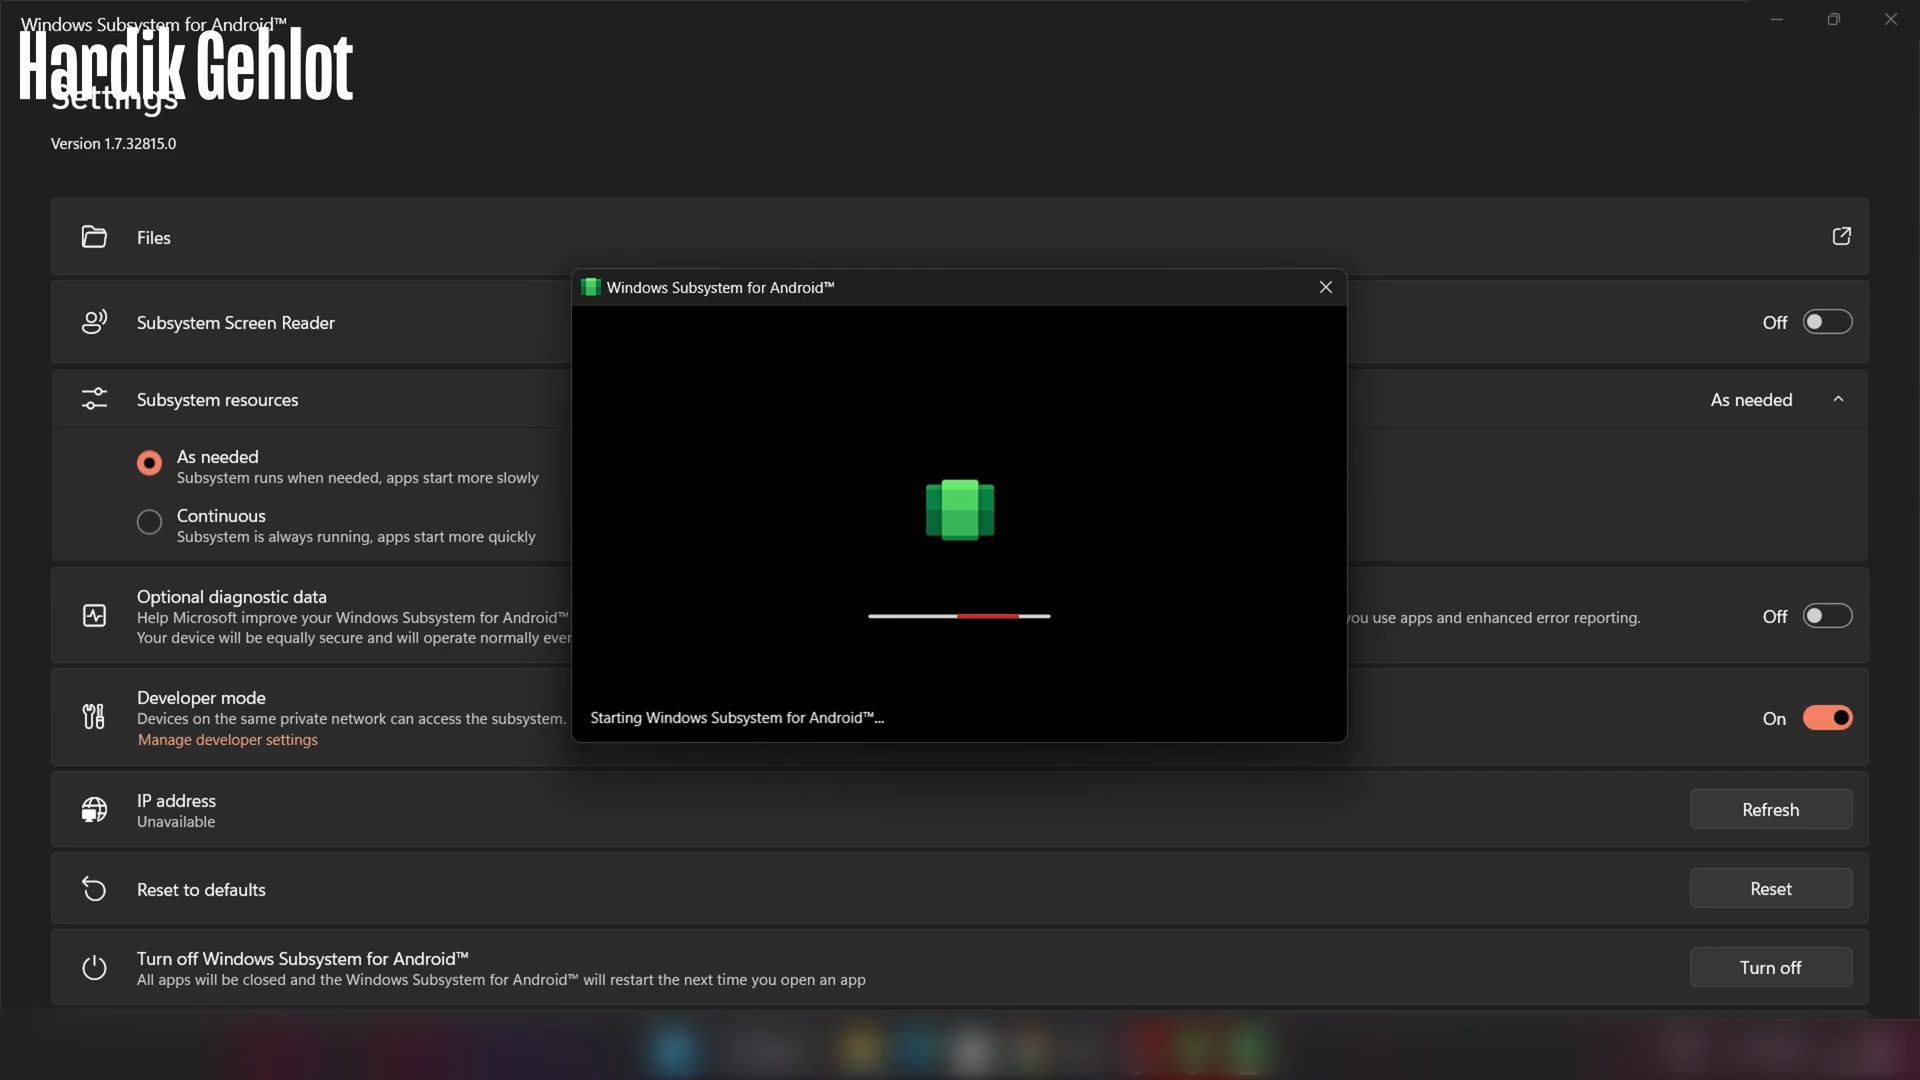 Windows Subsystem for Android™
Hardik Gehlot
Settings
Version 1.7.32815.0
Files
Windows Subsystem for Android™
Subsystem Screen Reader
Off
Subsystem resources
As needed
As needed
Subsystem runs when needed, apps start more slowly
Continuous
Subsystem is always running, apps start more quickly
Optional diagnostic data
Help Microsoft improve your Windows Subsystem for Android™
you use apps and enhanced error reporting.
Off
Your device will be equally secure and will operate normally ever
Developer mode
Devices on the same private network can access the subsystem.
On
Manage developer settings
Starting Windows Subsystem for Android™...
IP address
Unavailable
Refresh
Reset to defaults
Reset
Turn off Windows Subsystem for Android™
All apps will be closed and the Windows Subsystem for Android™ will restart the next time you open an app
Turn off